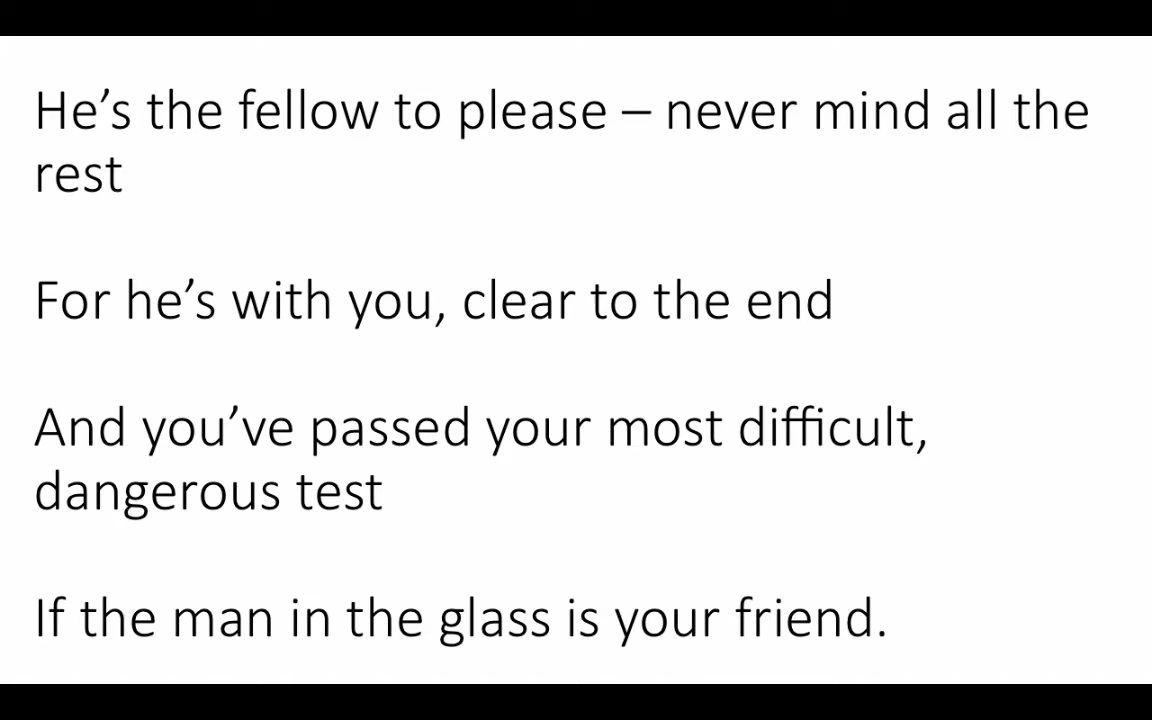 He’s the fellow to please – never mind all the
rest
For he’s with you, clear to the end
And you’ve passed your most difficult,
dangerous test
If the man in the glass is your friend.